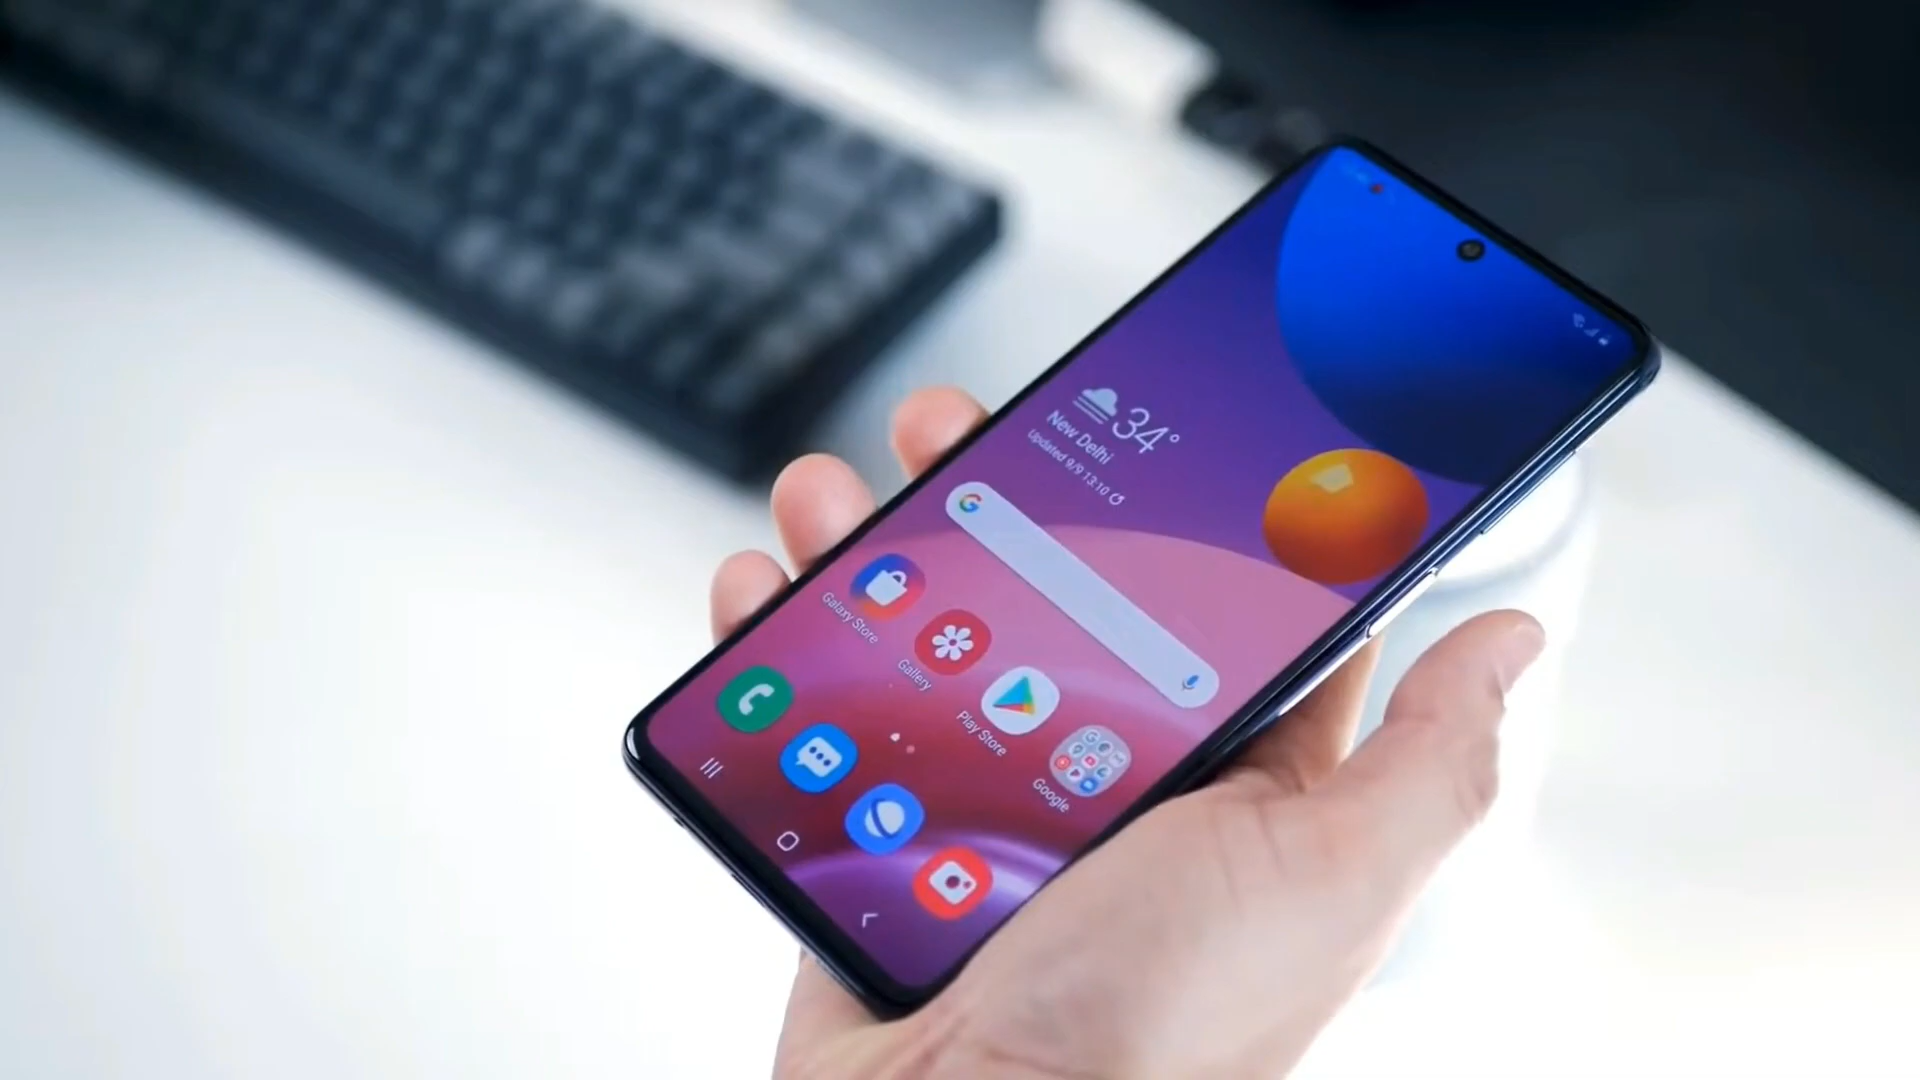 34°
New Delhi
Updated 9/9 13:10
G
Galaxy Store
Gallery
Play Store
Google